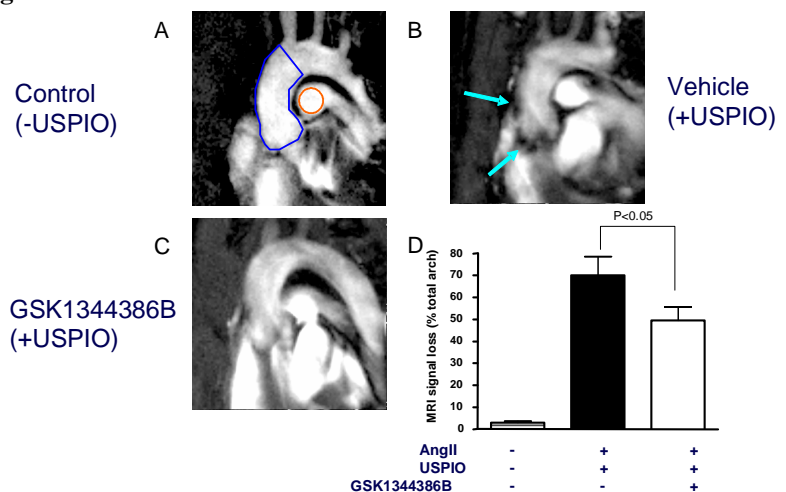 A
Control
(-USPIO)
B
Vehicle
(+USPIO)
C
GSK1344386B
(+USPIO)
D
P<0.05
MRI signal loss (% total arch)
80
70
60
50
40
30
20
10
0
AngII - + +
USPIO - + +
GSK1344386B - - +